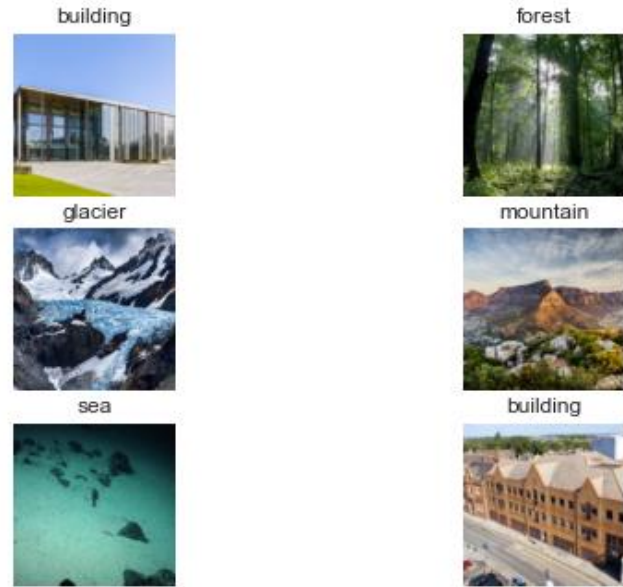 building
forest
glacier
mountain
sea
building